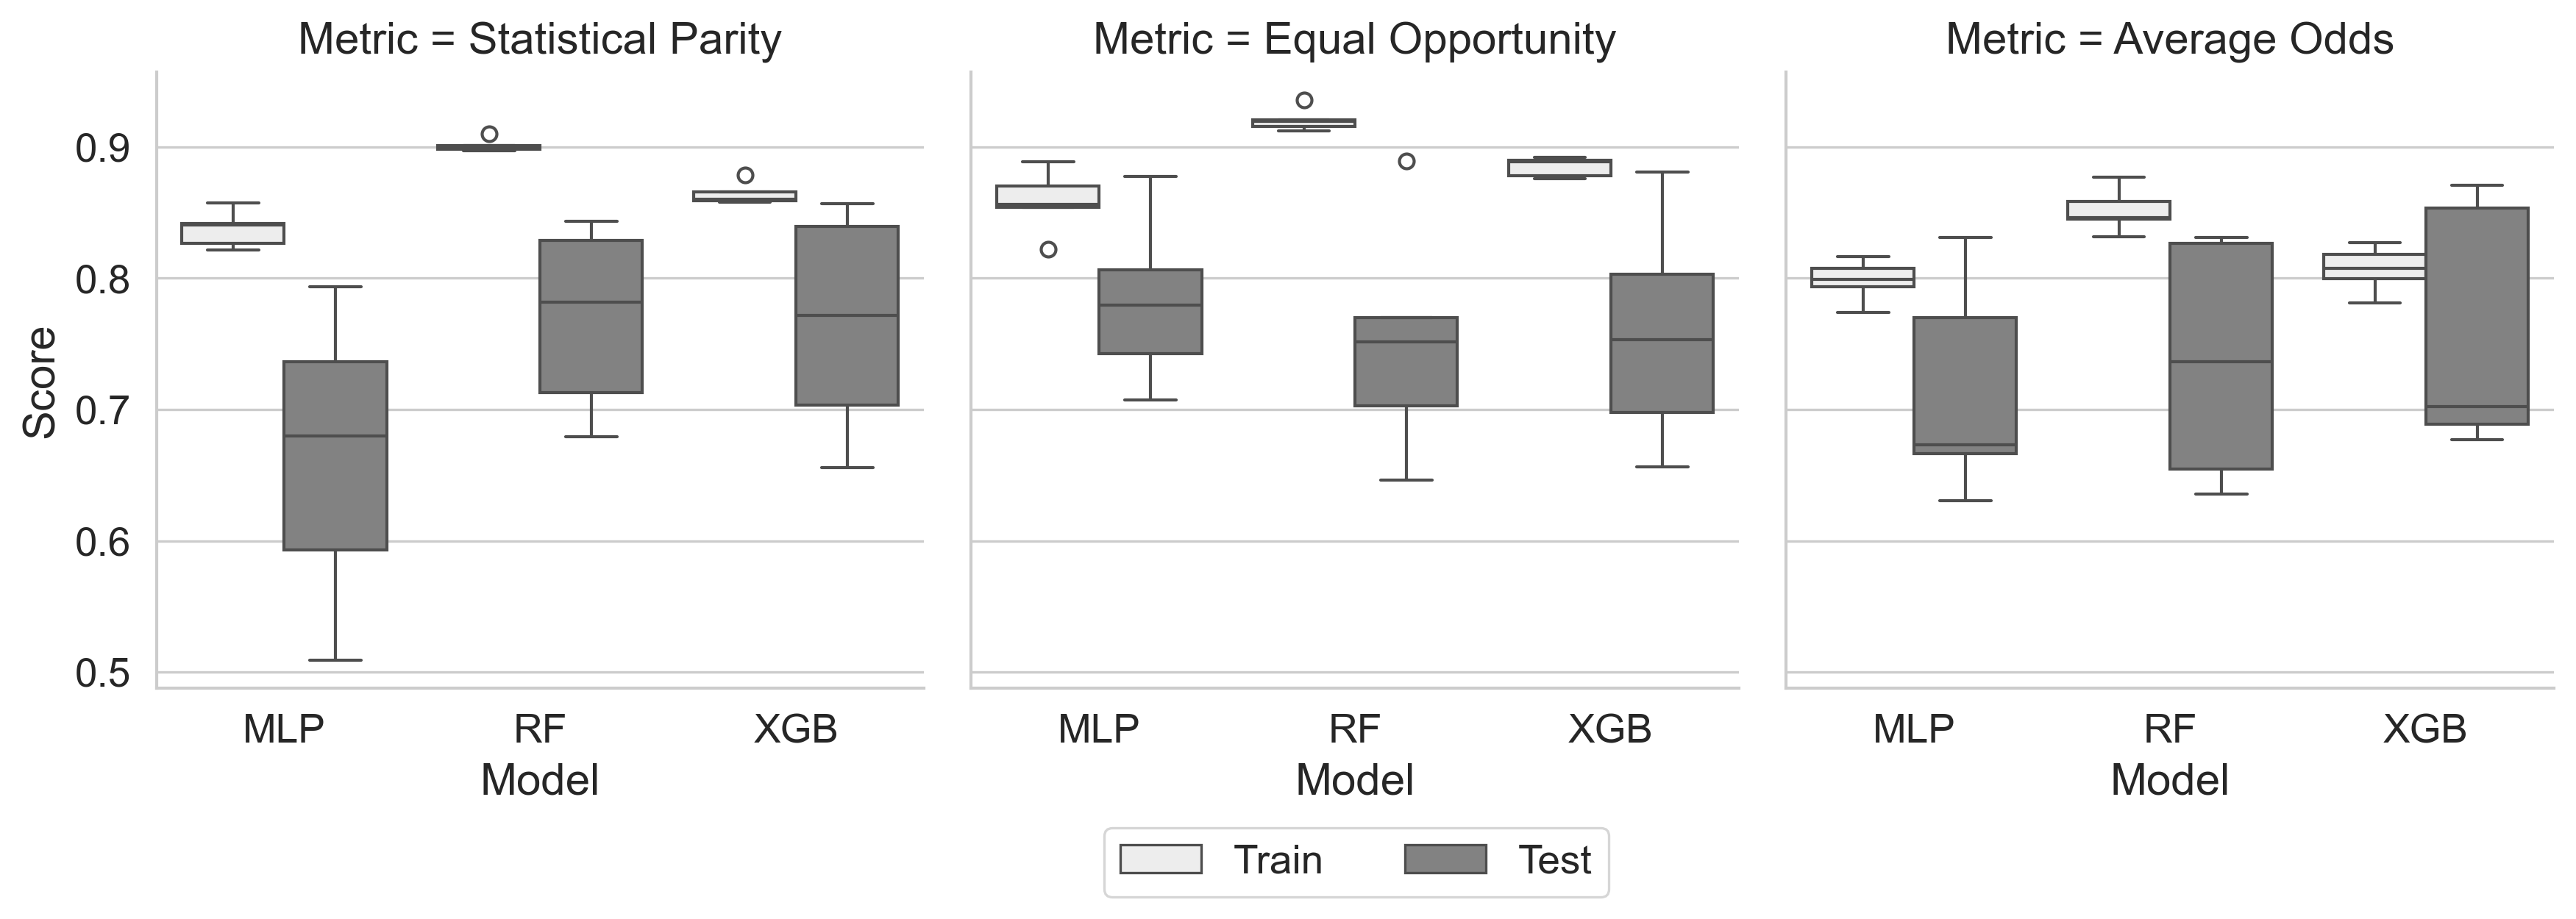 Metric = Statistical Parity
Metric = Equal Opportunity
Metric = Average Odds
Score
0.9
0.8
0.7
0.6
0.5
MLP RF XGB
MLP RF XGB
MLP RF XGB
Model
Model
Model
Train Test